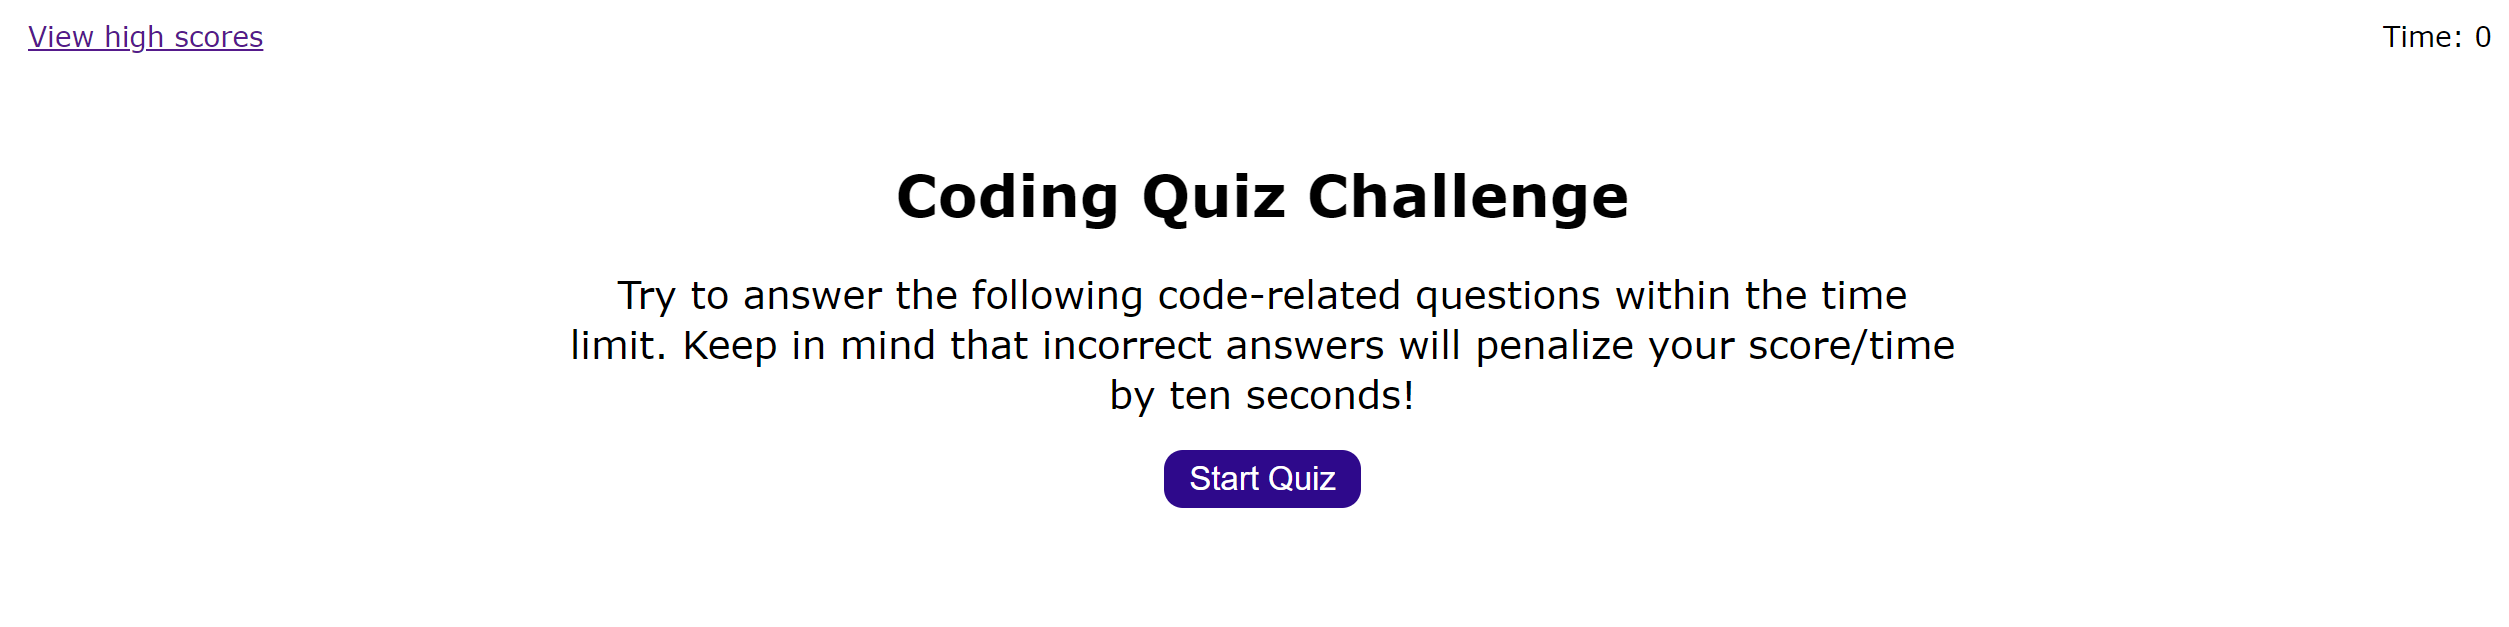 View high scores
Time: 0
Coding Quiz Challenge
Try to answer the following code-related questions within the time
limit. Keep in mind that incorrect answers will penalize your score/time
by ten seconds!
Start Quiz